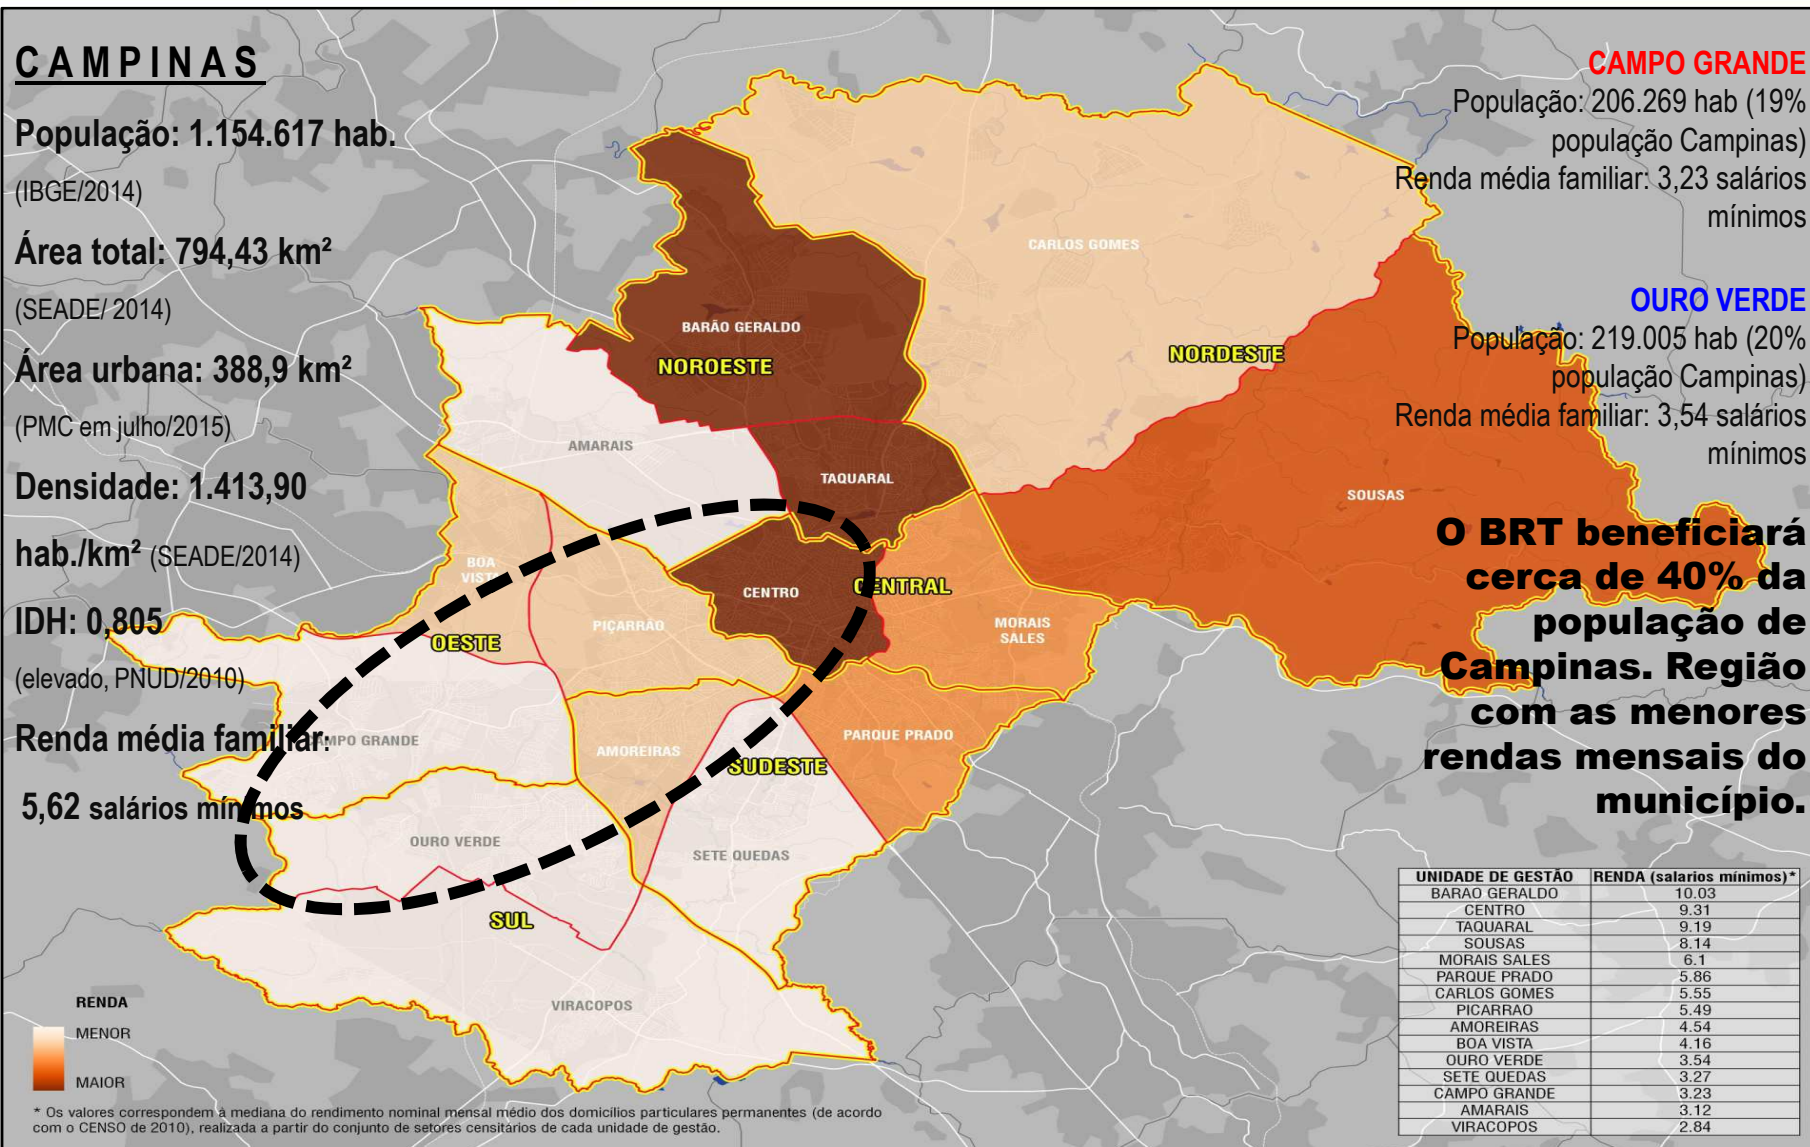 CAMPINAS
População: 1.154.617 hab.
(IBGE/2014)
Área total: 794,43 km²
(SEADE/ 2014)
Área urbana: 388,9 km²
(PMC em julho/2015)
Densidade: 1.413,90
hab./km² (SEADE/2014)
IDH: 0,805
(elevado, PNUD/2010)
Renda média familiar:
5,62 salários mínimos
CAMPO GRANDE
População: 206.269 hab (19%
população Campinas)
Renda média familiar: 3,23 salários
mínimos
OURO VERDE
População: 219.005 hab (20%
população Campinas)
Renda média familiar: 3,54 salários
mínimos
O BRT beneficiará
cerca de 40% da
população de
Campinas. Região
com as menores
rendas mensais do
município.
CARLOS GOMES
BARÃO GERALDO
NOROESTE
NORDESTE
AMARAIS
TAQUARAL
SOUSAS
BOA
VISTA
CENTRO
CENTRAL
PIÇARRÃO
MORAIS
SALES
OESTE
CAMPO GRANDE
AMOREIRAS
PARQUE PRADO
SUDESTE
OURO VERDE
SETE QUEDAS
SUL
VIRACOPOS
RENDA
MENOR
MAIOR
UNIDADE DE GESTÃO RENDA (salarios mínimos)*
BARAO GERALDO 10.03
CENTRO 9.31
TAQUARAL 9.19
SOUSAS 8.14
MORAIS SALES 6.1
PARQUE PRADO 5.86
CARLOS GOMES 5.55
PICARRAO 5.49
AMOREIRAS 4.54
BOA VISTA 4.16
OURO VERDE 3.54
SETE QUEDAS 3.27
CAMPO GRANDE 3.23
AMARAIS 3.12
VIRACOPOS 2.84
* Os valores correspondem à mediana do rendimento nominal mensal médio dos domicílios particulares permanentes (de acordo
com o CENSO de 2010), realizada a partir do conjunto de setores censitários de cada unidade de gestão.